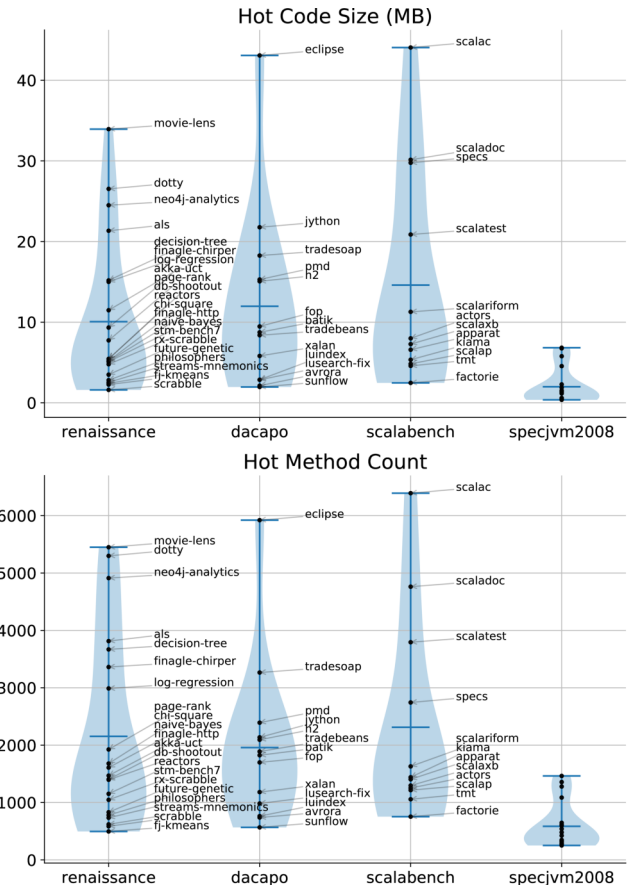 Hot Code Size (MB)
40
30
20
10
0
movie-lens
dotty
neo4j-analytics
als
decision-tree
finagle-chirper
log-regression
akka-uct
page-rank
db-shootout
reactors
chi-square
finagle-http
naive-bayes
stm-bench7
rx-scrabble
future-genetic
philosophers
streams-mnemonics
fj-kmeans
scrabble
eclipse
jython
tradesoap
pmd
h2
fop
batik
tradebeans
xalan
luindex
lusearch-fix
avrora
sunflow
scalac
scaladoc
specs
scalatest
scalariform
actors
scalaxb
apparat
kiama
scalap
tmt
factorie
renaissance
dacapo
scalabench
specjvm2008
Hot Method Count
6000
5000
4000
3000
2000
1000
0
movie-lens
dotty
neo4j-analytics
als
decision-tree
finagle-chirper
log-regression
page-rank
chi-square
naive-bayes
finagle-http
akka-uct
db-shootout
reactors
stm-bench7
rx-scrabble
future-genetic
philosophers
streams-mnemonics
scrabble
fj-kmeans
eclipse
tradesoap
pmd
jython
h2
tradebeans
batik
fop
xalan
lusearch-fix
luindex
avrora
sunflow
scalac
scaladoc
scalatest
specs
scalariform
kiama
apparat
scalaxb
actors
scalap
tmt
factorie
renaissance
dacapo
scalabench
specjvm2008